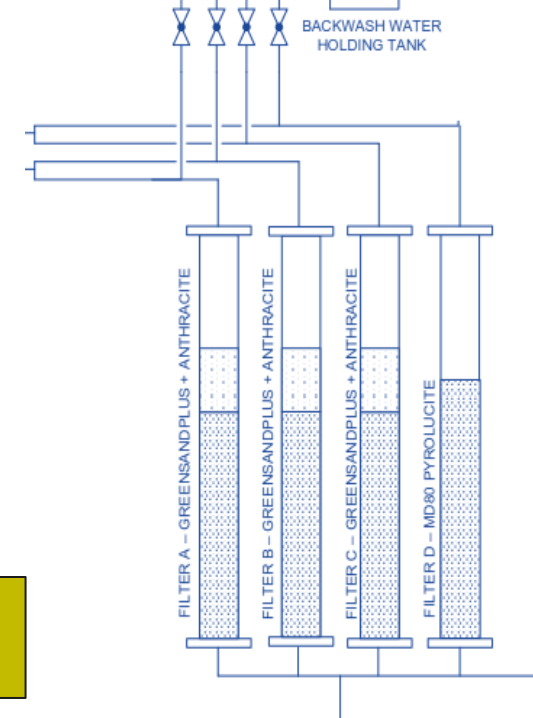 BACKWASH WATER
HOLDING TANK
FILTER A – GREENSANDPLUS + ANTHRACITE
FILTER B – GREENSANDPLUS + ANTHRACITE
FILTER C – GREENSANDPLUS + ANTHRACITE
FILTER D – MD80 PYROLUCITE